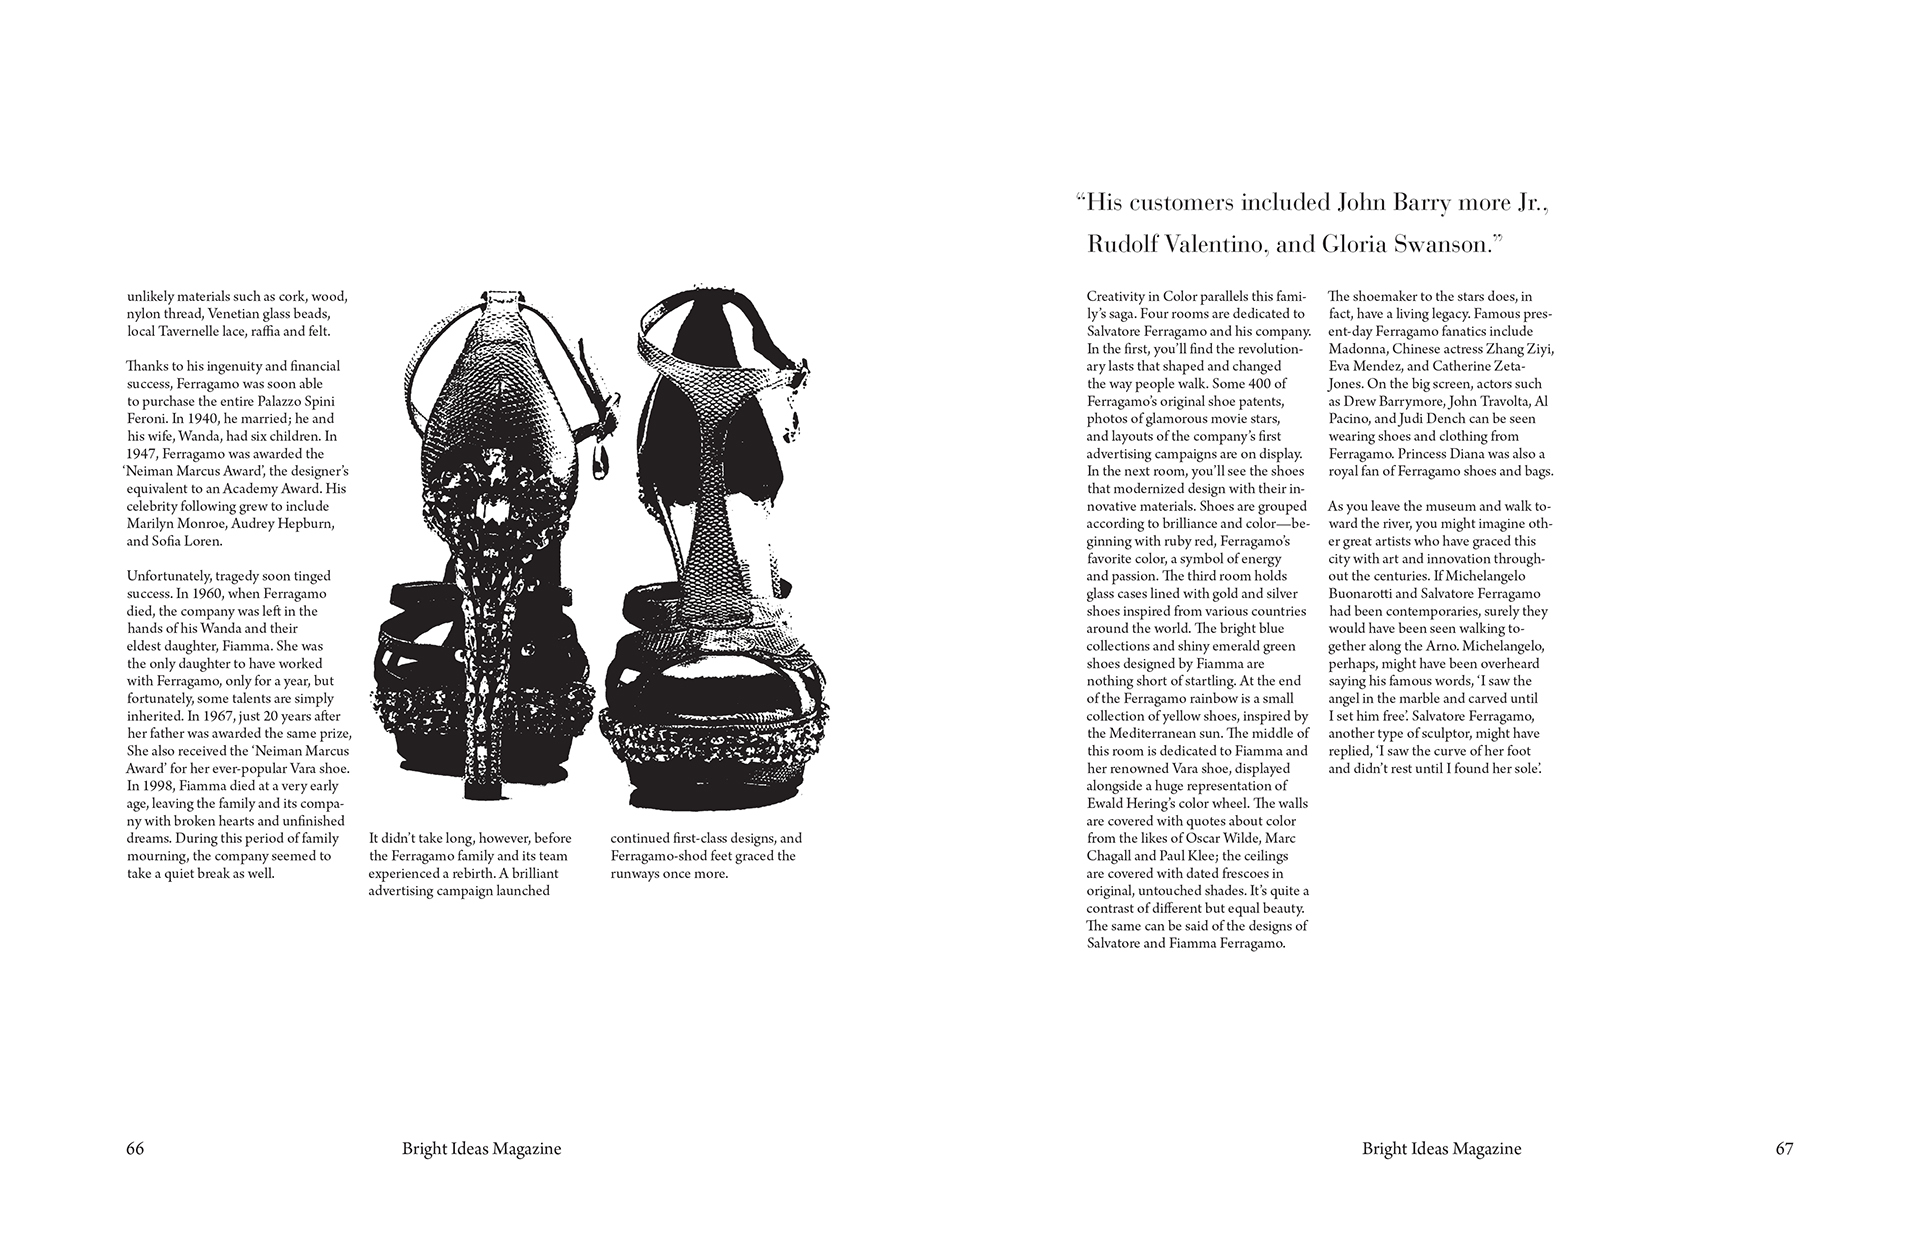 unlikely materials such as cork, wood,
nylon thread, Venetian glass beads,
local Tavernelle lace, raffia and felt.
Thanks to his ingenuity and financial
success, Ferragamo was soon able
to purchase the entire Palazzo Spini
Feroni. In 1940, he married; he and
his wife, Wanda, had six children. In
1947, Ferragamo was awarded the
‘Neiman Marcus Award’, the designer’s
equivalent to an Academy Award. His
celebrity following grew to include
Marilyn Monroe, Audrey Hepburn,
and Sofia Loren.
Unfortunately, tragedy soon tinged
success. In 1960, when Ferragamo
died, the company was left in the
hands of his Wanda and their
eldest daughter, Fiamma. She was
the only daughter to have worked
with Ferragamo, only for a year, but
fortunately, some talents are simply
inherited. In 1967, just 20 years after
her father was awarded the same prize,
She also received the ‘Neiman Marcus
Award’ for her ever-popular Vara shoe.
In 1998, Fiamma died at a very early
age, leaving the family and its compa-
ny with broken hearts and unfinished
dreams. During this period of family
mourning, the company seemed to
take a quiet break as well.
It didn’t take long, however, before
the Ferragamo family and its team
experienced a rebirth. A brilliant
advertising campaign launched
continued first-class designs, and
Ferragamo-shod feet graced the
runways once more.
66
Bright Ideas Magazine
“His customers included John Barry more Jr.,
Rudolf Valentino, and Gloria Swanson.”
Creativity in Color parallels this fami-
ly’s saga. Four rooms are dedicated to
Salvatore Ferragamo and his company.
In the first, you’ll find the revolution-
ary lasts that shaped and changed
the way people walk. Some 400 of
Ferragamo’s original shoe patents,
photos of glamorous movie stars,
and layouts of the company’s first
advertising campaigns are on display.
In the next room, you’ll see the shoes
that modernized design with their in-
novative materials. Shoes are grouped
according to brilliance and color—be-
ginning with ruby red, Ferragamo’s
favorite color, a symbol of energy
and passion. The third room holds
glass cases lined with gold and silver
shoes inspired from various countries
around the world. The bright blue
collections and shiny emerald green
shoes designed by Fiamma are
nothing short of startling. At the end
of the Ferragamo rainbow is a small
collection of yellow shoes, inspired by
the Mediterranean sun. The middle of
this room is dedicated to Fiamma and
her renowned Vara shoe, displayed
alongside a huge representation of
Ewald Hering’s color wheel. The walls
are covered with quotes about color
from the likes of Oscar Wilde, Marc
Chagall and Paul Klee; the ceilings
are covered with dated frescoes in
original, untouched shades. It’s quite a
contrast of different but equal beauty.
The same can be said of the designs of
Salvatore and Fiamma Ferragamo.
The shoemaker to the stars does, in
fact, have a living legacy. Famous pres-
ent-day Ferragamo fanatics include
Madonna, Chinese actress Zhang Ziyi,
Eva Mendez, and Catherine Zeta-
Jones. On the big screen, actors such
as Drew Barrymore, John Travolta, Al
Pacino, and Judi Dench can be seen
wearing shoes and clothing from
Ferragamo. Princess Diana was also a
royal fan of Ferragamo shoes and bags.
As you leave the museum and walk to-
ward the river, you might imagine oth-
er great artists who have graced this
city with art and innovation through-
out the centuries. If Michelangelo
Buonarotti and Salvatore Ferragamo
had been contemporaries, surely they
would have been seen walking to-
gether along the Arno. Michelangelo,
perhaps, might have been overheard
saying his famous words, ‘I saw the
angel in the marble and carved until
I set him free’. Salvatore Ferragamo,
another type of sculptor, might have
replied, ‘I saw the curve of her foot
and didn’t rest until I found her sole’.
Bright Ideas Magazine
67